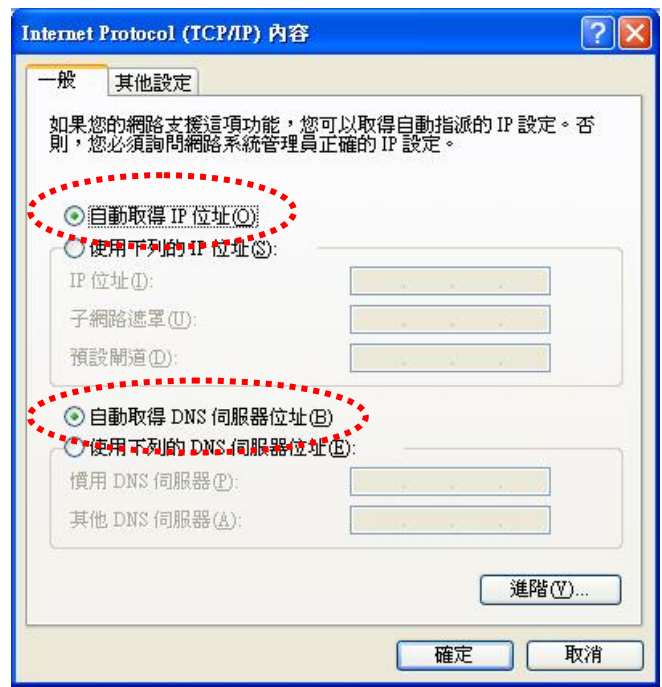 Internet Protocol (TCP/IP) 內容
一般
其他設定
如果您的網路支援這項功能，您可以取得自動指派的 IP 設定。否
則，您必須詢問網路系統管理員正確的 IP 設定。
自動取得 IP 位址(O)
使用下列的 IP 位址(S):
IP 位址(I):
子網路遮罩(U):
預設閘道(D):
自動取得 DNS 伺服器位址(B)
使用下列的 DNS 伺服器位址(E):
慣用 DNS 伺服器(P):
其他 DNS 伺服器(A):
進階(V)...
確定
取消